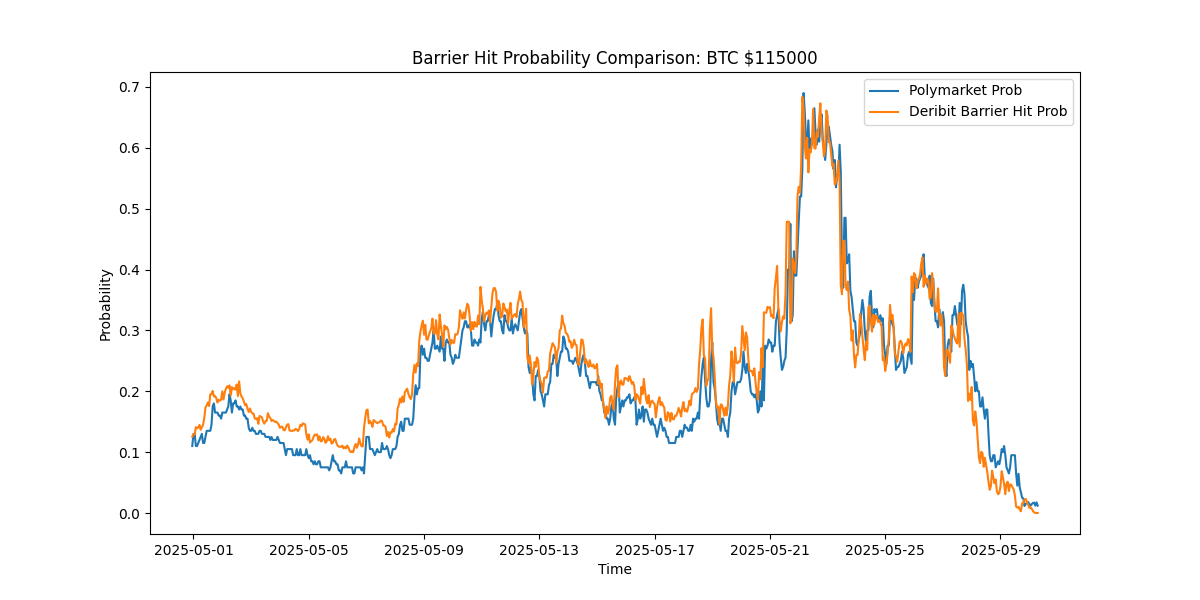 Barrier Hit Probability Comparison: BTC $115000
Polymarket Prob
Deribit Barrier Hit Prob
Probability
0.7
0.6
0.5
0.4
0.3
0.2
0.1
0.0
2025-05-01 2025-05-05 2025-05-09 2025-05-13 2025-05-17 2025-05-21 2025-05-25 2025-05-29
Time